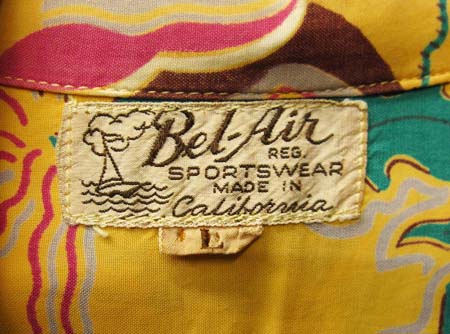 Bel-Air
REG.
SPORTSWEAR
MADE IN
California
L